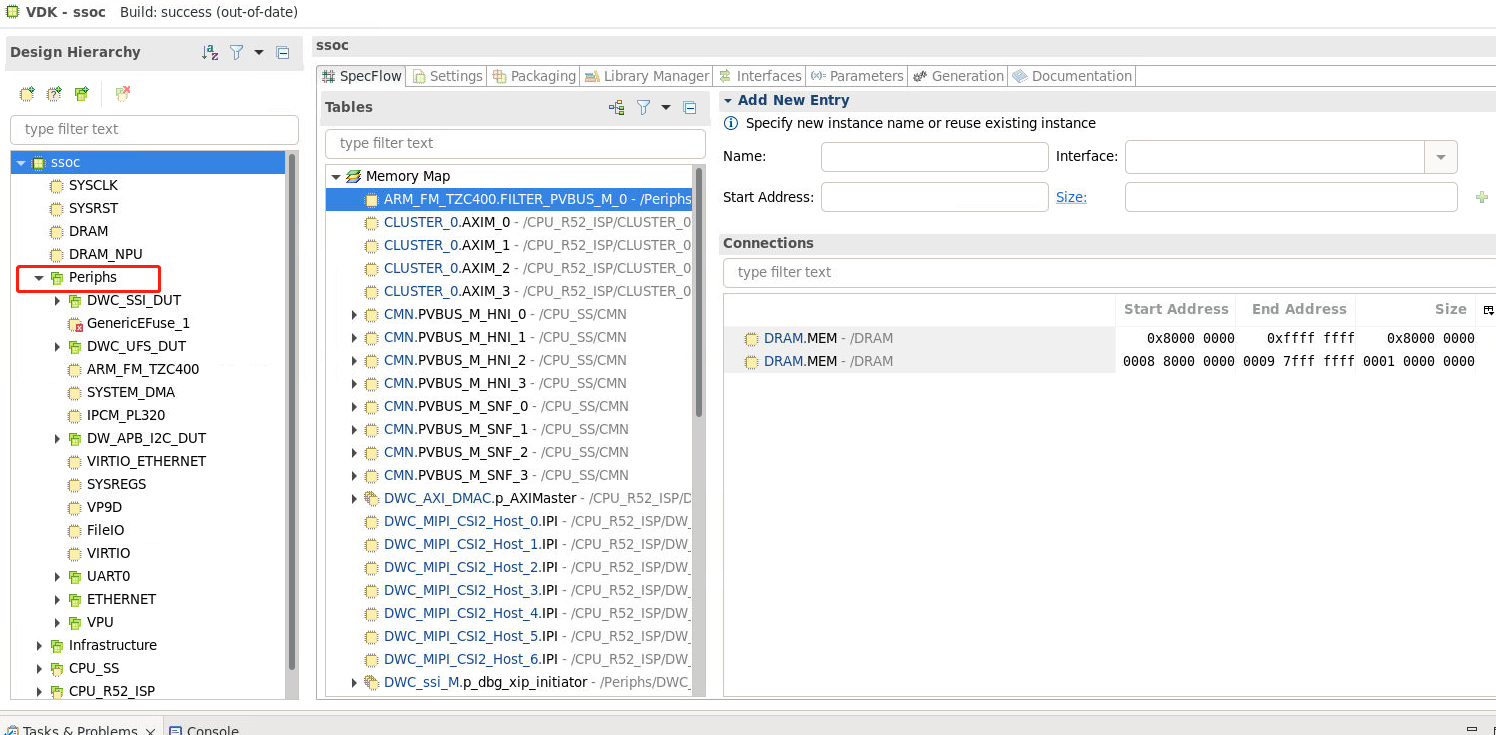 VDK - ssoc Build: success (out-of-date)
Design Hierarchy
type filter text
ssoc
SYSCLK
SYSRST
DRAM
DRAM_NPU
Periphs
DWC_SSI_DUT
GenericEFuse_1
DWC_UFS_DUT
ARM_FM_TZC400
SYSTEM_DMA
IPCM_PL320
DW_APB_I2C_DUT
VIRTIO_ETHERNET
SYSREGS
VP9D
FileIO
VIRTIO
UART0
ETHERNET
VPU
Infrastructure
CPU_SS
CPU_R52_ISP
ssoc
SpecFlow Settings Packaging Library Manager Interfaces Parameters Generation Documentation
Tables
type filter text
Memory Map
ARM_FM_TZC400.FILTER_PVBUS_M_0 - /Periphs
CLUSTER_0.AXIM_0 - /CPU_R52_ISP/CLUSTER_0
CLUSTER_0.AXIM_1 - /CPU_R52_ISP/CLUSTER_0
CLUSTER_0.AXIM_2 - /CPU_R52_ISP/CLUSTER_0
CLUSTER_0.AXIM_3 - /CPU_R52_ISP/CLUSTER_0
CMN.PVBUS_M_HNI_0 - /CPU_SS/CMN
CMN.PVBUS_M_HNI_1 - /CPU_SS/CMN
CMN.PVBUS_M_HNI_2 - /CPU_SS/CMN
CMN.PVBUS_M_HNI_3 - /CPU_SS/CMN
CMN.PVBUS_M_SNF_0 - /CPU_SS/CMN
CMN.PVBUS_M_SNF_1 - /CPU_SS/CMN
CMN.PVBUS_M_SNF_2 - /CPU_SS/CMN
CMN.PVBUS_M_SNF_3 - /CPU_SS/CMN
DWC_AXI_DMAC.p_AXIMaster - /CPU_R52_ISP/D
DWC_MIPI_CSI2_Host_0.IPI - /CPU_R52_ISP/DW_
DWC_MIPI_CSI2_Host_1.IPI - /CPU_R52_ISP/DW_
DWC_MIPI_CSI2_Host_2.IPI - /CPU_R52_ISP/DW_
DWC_MIPI_CSI2_Host_3.IPI - /CPU_R52_ISP/DW_
DWC_MIPI_CSI2_Host_4.IPI - /CPU_R52_ISP/DW_
DWC_MIPI_CSI2_Host_5.IPI - /CPU_R52_ISP/DW_
DWC_MIPI_CSI2_Host_6.IPI - /CPU_R52_ISP/DW_
DWC_ssi_M.p_dbg_xip_initiator - /Periphs/DWC_
Add New Entry
Specify new instance name or reuse existing instance
Name: Interface:
Start Address: Size:
Connections
type filter text
Start Address End Address Size
DRAM.MEM - /DRAM 0x8000 0000 0xffff ffff 0x8000 0000
DRAM.MEM - /DRAM 0008 8000 0000 0009 7fff ffff 0001 0000 0000
Tasks & Problems Console